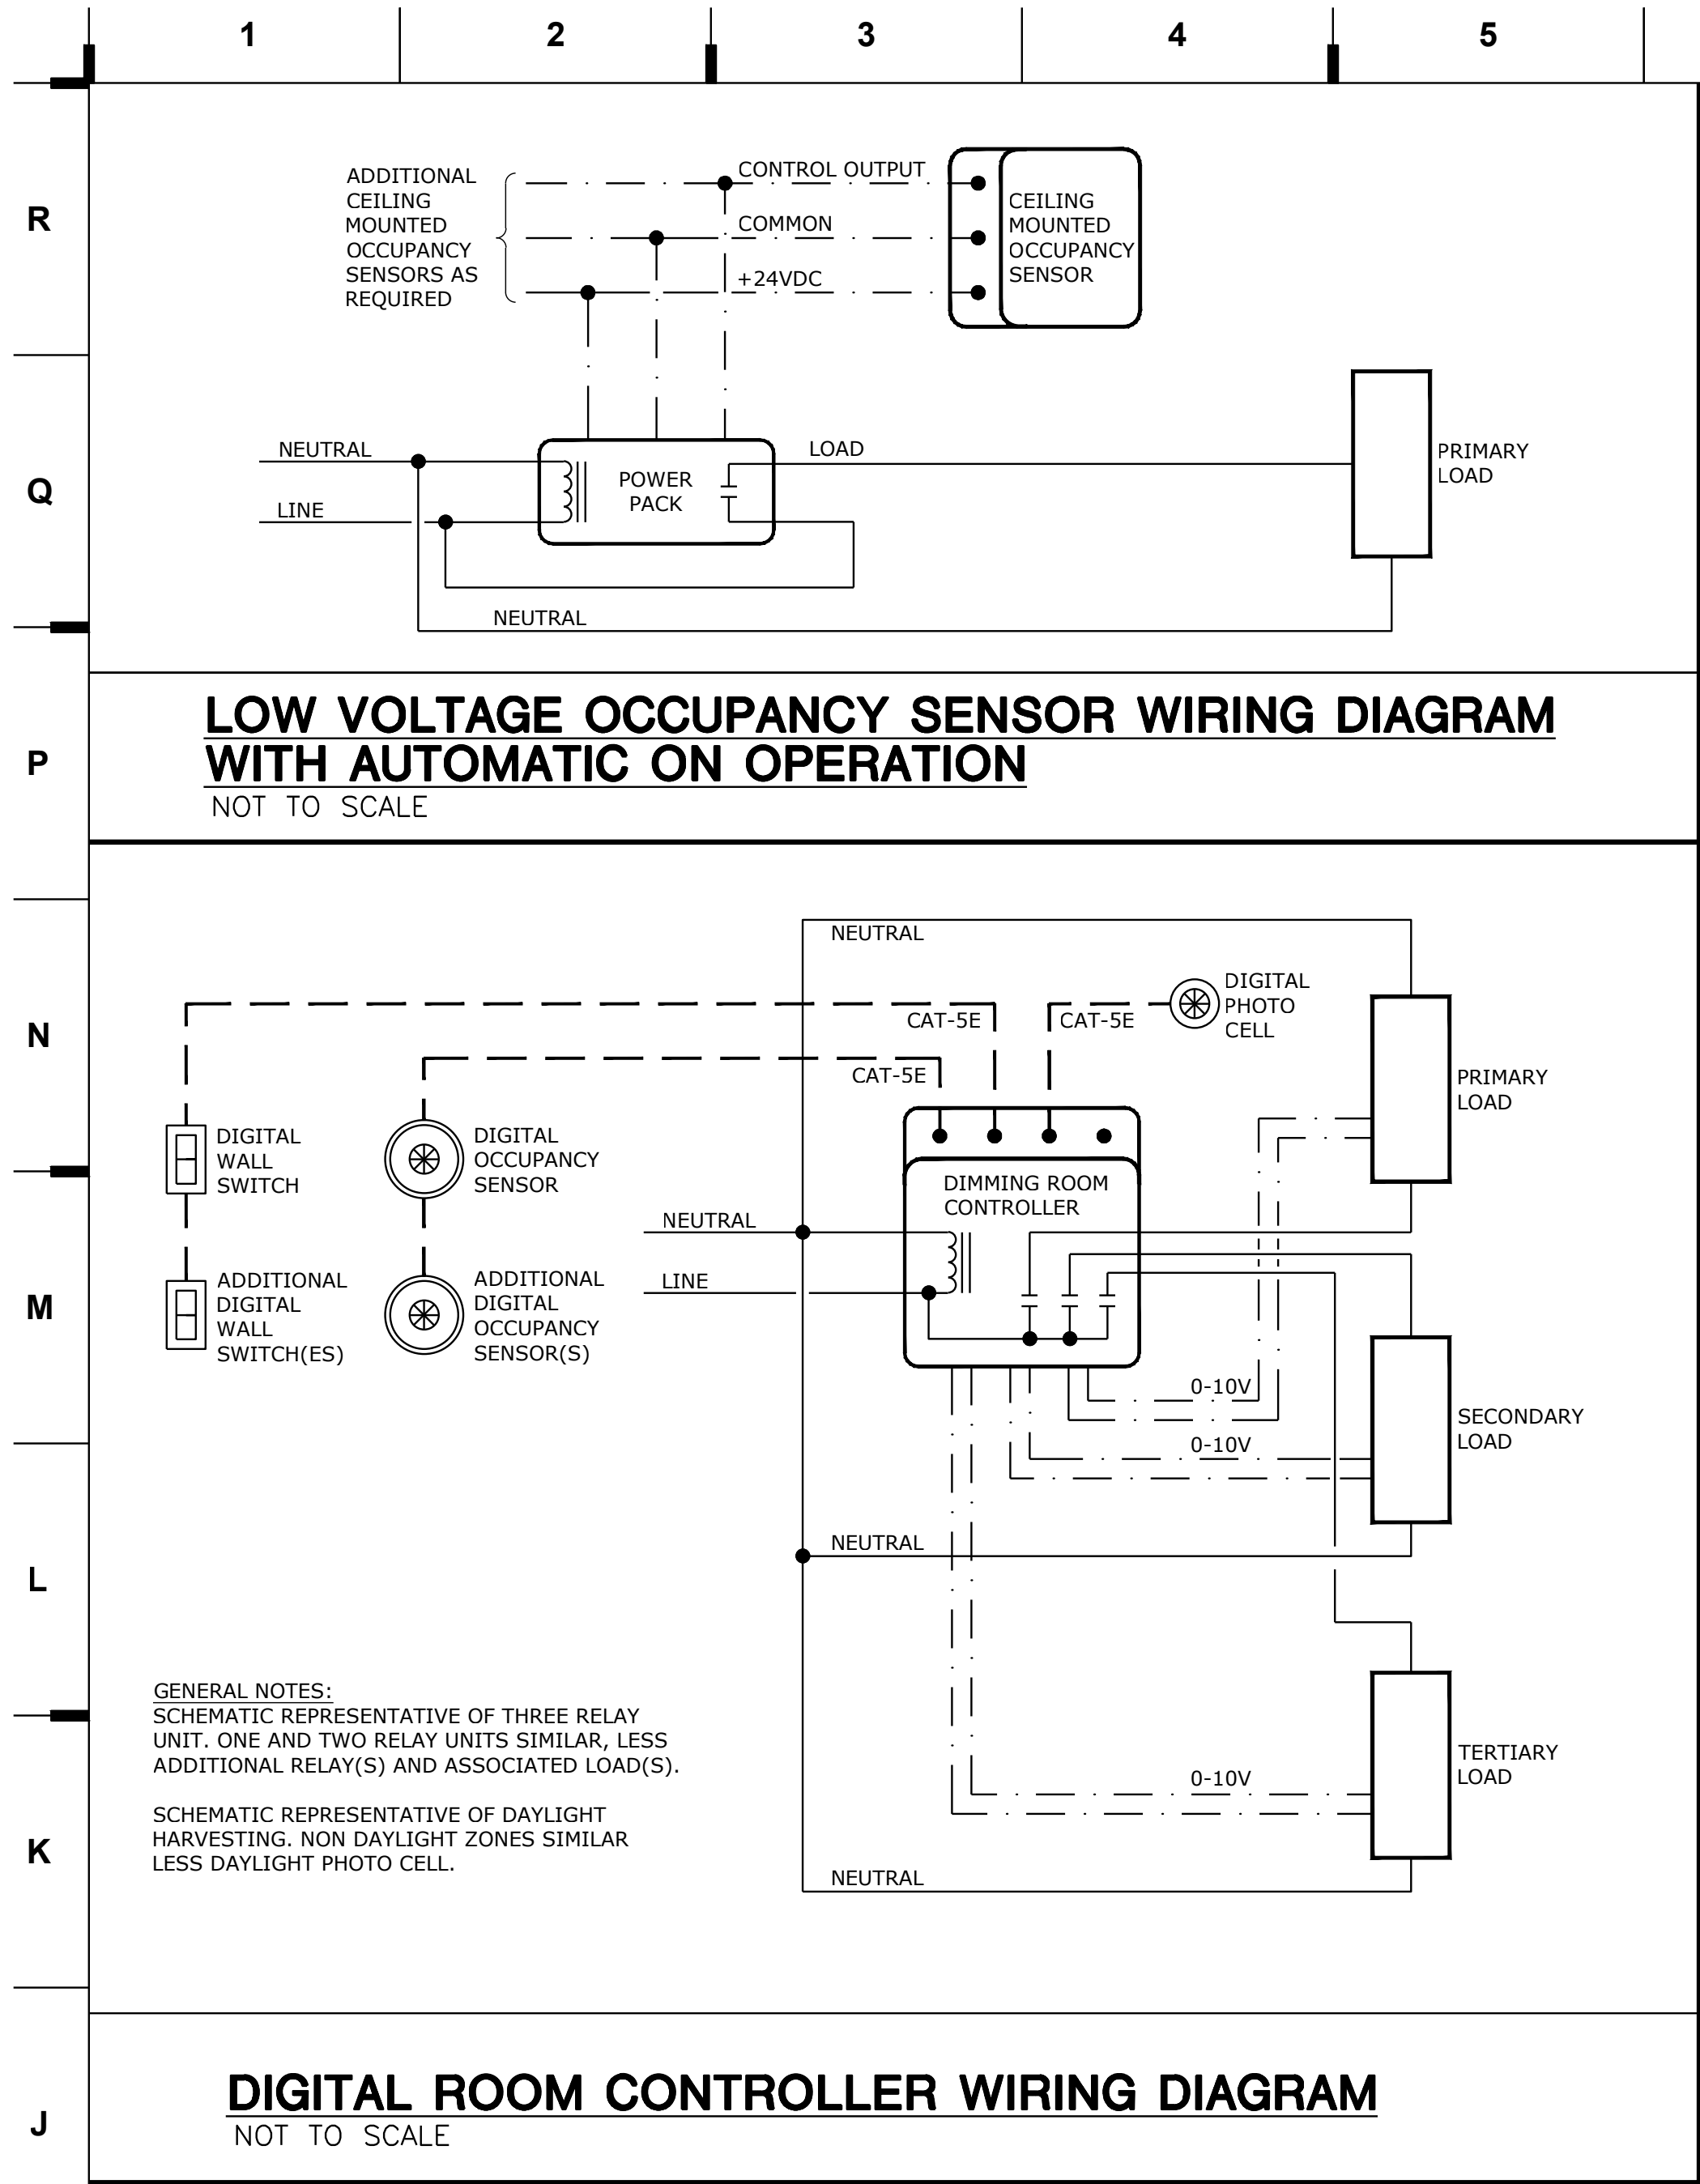 1 2 3 4 5
R
ADDITIONAL
CEILING
MOUNTED
OCCUPANCY
SENSORS AS
REQUIRED
CONTROL OUTPUT
COMMON
+24VDC
CEILING
MOUNTED
OCCUPANCY
SENSOR
Q
NEUTRAL
LINE
POWER
PACK
LOAD
PRIMARY
LOAD
NEUTRAL
P
LOW VOLTAGE OCCUPANCY SENSOR WIRING DIAGRAM
WITH AUTOMATIC ON OPERATION
NOT TO SCALE
NEUTRAL
N
CAT-5E
CAT-5E
DIGITAL
PHOTO
CELL
CAT-5E
PRIMARY
LOAD
DIGITAL
WALL
SWITCH
DIGITAL
OCCUPANCY
SENSOR
DIMMING ROOM
CONTROLLER
NEUTRAL
LINE
M
ADDITIONAL
DIGITAL
WALL
SWITCH(ES)
ADDITIONAL
DIGITAL
OCCUPANCY
SENSOR(S)
0-10V
0-10V
SECONDARY
LOAD
NEUTRAL
L
GENERAL NOTES:
SCHEMATIC REPRESENTATIVE OF THREE RELAY
UNIT. ONE AND TWO RELAY UNITS SIMILAR, LESS
ADDITIONAL RELAY(S) AND ASSOCIATED LOAD(S).
SCHEMATIC REPRESENTATIVE OF DAYLIGHT
HARVESTING. NON DAYLIGHT ZONES SIMILAR
LESS DAYLIGHT PHOTO CELL.
0-10V
TERTIARY
LOAD
K
NEUTRAL
DIGITAL ROOM CONTROLLER WIRING DIAGRAM
NOT TO SCALE
J